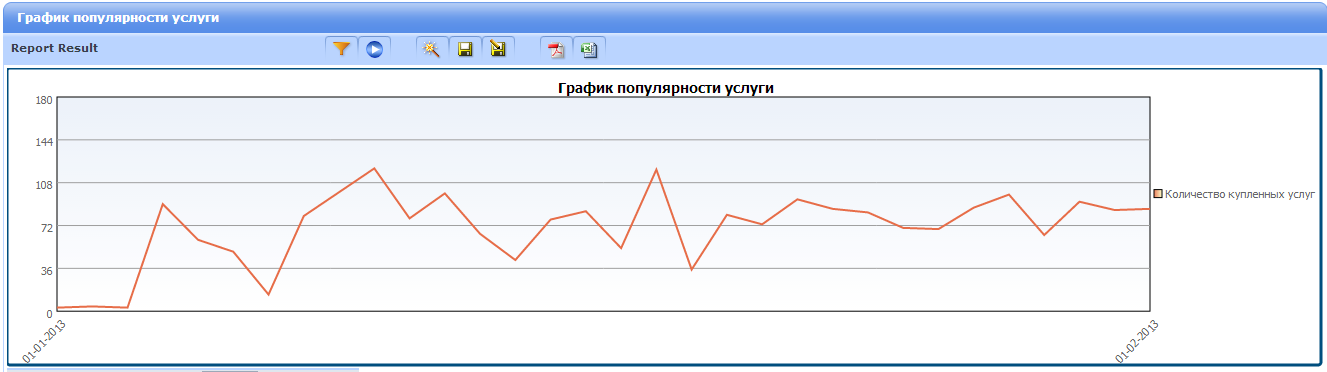 График популярности услуги
Report Result
График популярности услуги
180
144
108
72
36
0
01-01-2013
01-02-2013
Количество купленных услуг